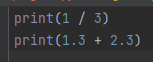 print(1 / 3)
print(1.3 + 2.3)